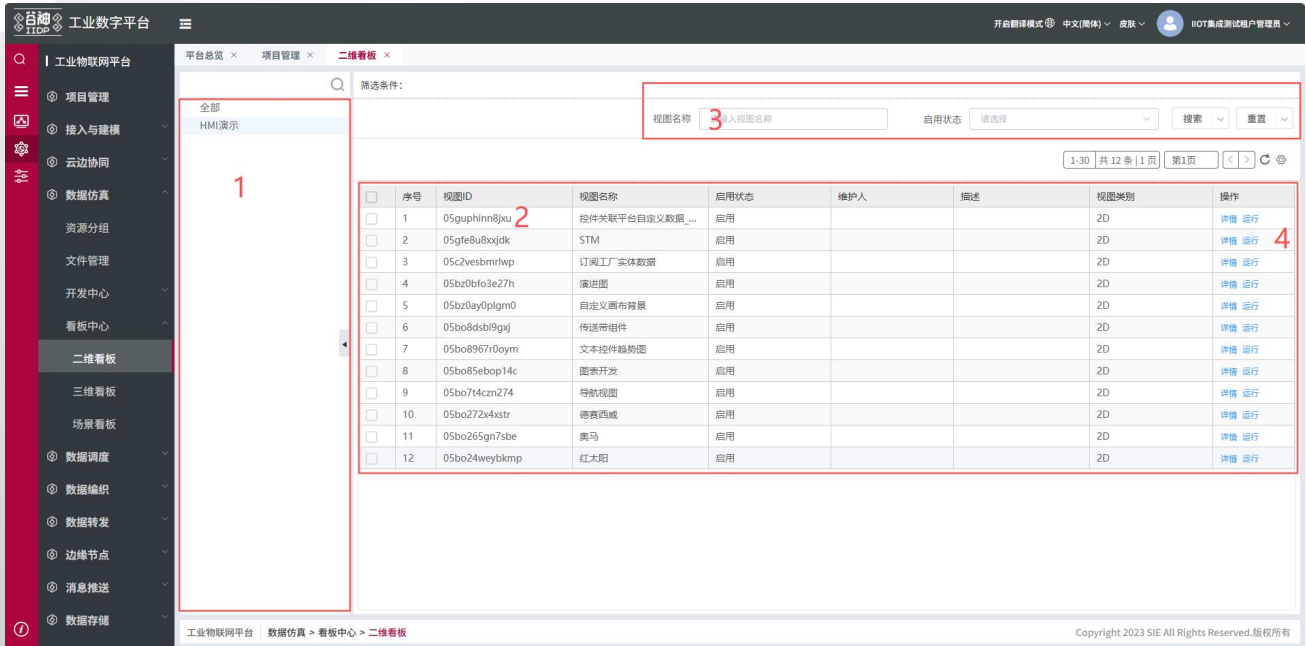 谷神 IIDP 工业数字平台 开启翻译模式 中文(简体) 皮肤 IIOT集成测试租户管理员
工业物联网平台
项目管理
接入与建模
云边协同
数据仿真
资源分组
文件管理
开发中心
看板中心
二维看板
三维看板
场景看板
数据调度
数据编织
数据转发
边缘节点
消息推送
数据存储
平台总览 × 项目管理 × 二维看板 ×
全部
HMI演示
1
筛选条件:
视图名称 输入视图名称 启用状态 请选择 搜索 重置
3
1-30 共12条|1页 第1页
序号 视图ID 视图名称 启用状态 维护人 描述 视图类别 操作
1 05guphinn8jxu 控件关联平台自定义数据_... 启用 2D 详情 运行
2
2 05gfe8u8xxjdk STM 启用 2D 详情 运行
4
3 05c2vesbmrlwp 订阅工厂实体数据 启用 2D 详情 运行
4 05bz0bfo3e27h 演进图 启用 2D 详情 运行
5 05bz0ay0plgm0 自定义画布背景 启用 2D 详情 运行
6 05bo8dsbl9gxj 传送带组件 启用 2D 详情 运行
7 05bo8967r0oym 文本控件趋势图 启用 2D 详情 运行
8 05bo85ebop14c 图表开发 启用 2D 详情 运行
9 05bo7t4czn274 导航视图 启用 2D 详情 运行
10 05bo272x4xstr 德赛西威 启用 2D 详情 运行
11 05bo265gn7sbe 奥马 启用 2D 详情 运行
12 05bo24weybkmp 红太阳 启用 2D 详情 运行
工业物联网平台 数据仿真 > 看板中心 > 二维看板 Copyright 2023 SIE All Rights Reserved.版权所有